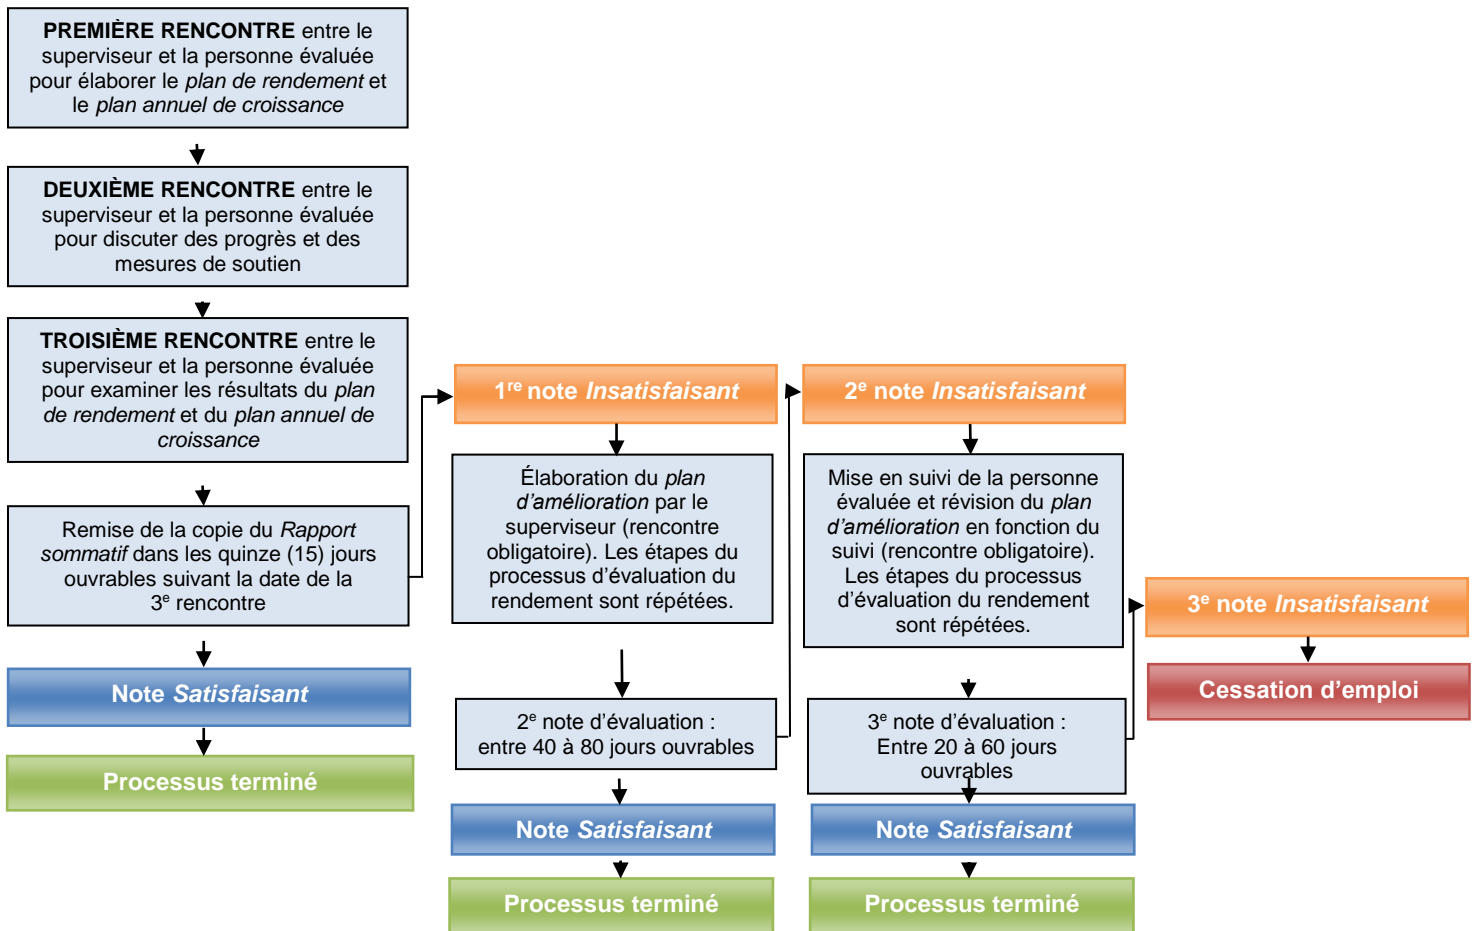 PREMIÈRE RENCONTRE entre le
superviseur et la personne évaluée
pour élaborer le plan de rendement et
le plan annuel de croissance
DEUXIÈME RENCONTRE entre le
superviseur et la personne évaluée
pour discuter des progrès et des
mesures de soutien
TROISIÈME RENCONTRE entre le
superviseur et la personne évaluée
pour examiner les résultats du plan
de rendement et du plan annuel de
croissance
Remise de la copie du Rapport
sommatif dans les quinze (15) jours
ouvrables suivant la date de la
3e rencontre
Note Satisfaisant
Processus terminé
1re note Insatisfaisant
Élaboration du plan
d’amélioration par le
superviseur (rencontre
obligatoire). Les étapes du
processus d’évaluation du
rendement sont répétées.
2e note d’évaluation :
entre 40 à 80 jours ouvrables
Note Satisfaisant
Processus terminé
2e note Insatisfaisant
Mise en suivi de la personne
évaluée et révision du plan
d’amélioration en fonction du
suivi (rencontre obligatoire).
Les étapes du processus
d’évaluation du rendement
sont répétées.
3e note d’évaluation :
Entre 20 à 60 jours
ouvrables
Note Satisfaisant
Processus terminé
3e note Insatisfaisant
Cessation d’emploi